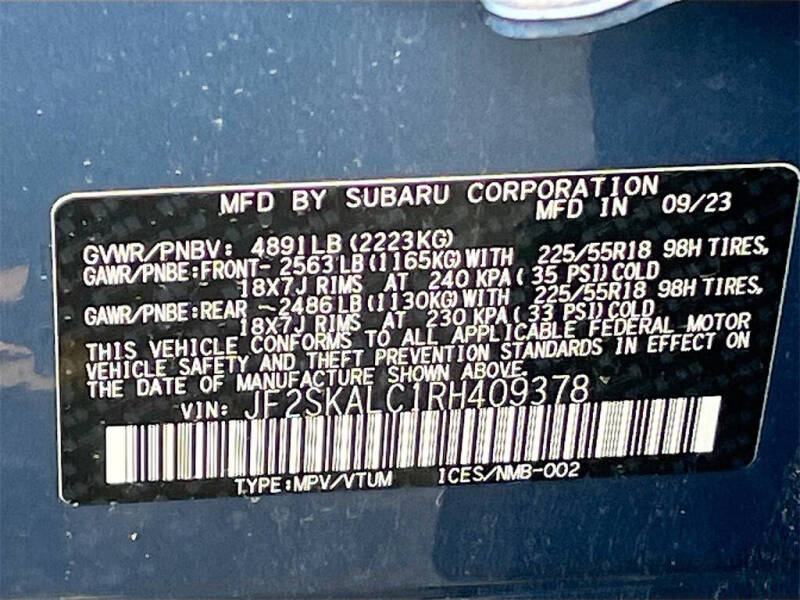 MFD BY SUBARU CORPORATION
MFD IN 09/23
GVWR/PNBV: 4891LB (2223KG)
GAWR/PNBE:FRONT- 2563LB(1165KG)WITH 225/55R18 98H TIRES,
18X7J RIMS AT 240 KPA( 35 PSI)COLD
GAWR/PNBE:REAR -2486LB(1130KG)WITH 225/55R18 98H TIRES,
18X7J RIMS AT 230 KPA( 33 PSI)COLD
THIS VEHICLE CONFORMS TO ALL APPLICABLE FEDERAL MOTOR
VEHICLE SAFETY AND THEFT PREVENTION STANDARDS IN EFFECT ON
THE DATE OF MANUFACTURE SHOWN ABOVE.
VIN: JF2SKALC1RH409378
TYPE:MPV/VTUM ICES/NMB-002